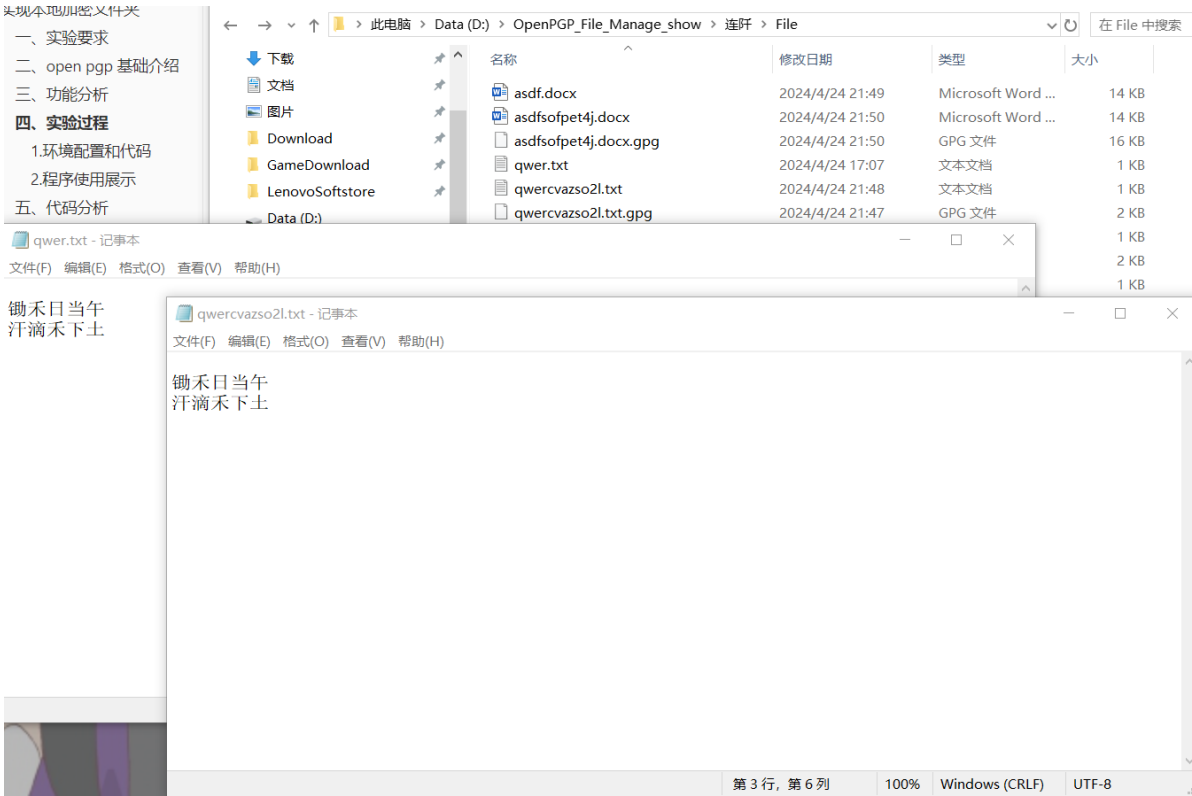 实现本地加密文件夹
一、实验要求
二、open pgp 基础介绍
三、功能分析
四、实验过程
1.环境配置和代码
2.程序使用展示
五、代码分析
此电脑 > Data (D:) > OpenPGP_File_Manage_show > 连阡 > File
在 File 中搜索
下载
文档
图片
Download
GameDownload
LenovoSoftstore
Data (D:)
名称 修改日期 类型 大小
asdf.docx 2024/4/24 21:49 Microsoft Word ... 14 KB
asdfsofpet4j.docx 2024/4/24 21:50 Microsoft Word ... 14 KB
asdfsofpet4j.docx.gpg 2024/4/24 21:50 GPG 文件 16 KB
qwer.txt 2024/4/24 17:07 文本文档 1 KB
qwercvazso2l.txt 2024/4/24 21:48 文本文档 1 KB
qwercvazso2l.txt.gpg 2024/4/24 21:47 GPG 文件 2 KB
1 KB
2 KB
1 KB
qwer.txt - 记事本
文件(F) 编辑(E) 格式(O) 查看(V) 帮助(H)
锄禾日当午
汗滴禾下土
qwercvazso2l.txt - 记事本
文件(F) 编辑(E) 格式(O) 查看(V) 帮助(H)
锄禾日当午
汗滴禾下土
第 3 行，第 6 列 100% Windows (CRLF) UTF-8